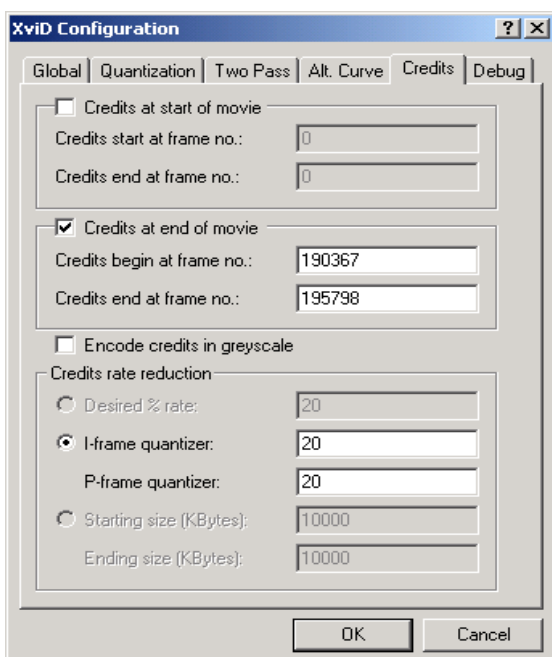 XviD Configuration
Global Quantization Two Pass Alt. Curve Credits Debug
Credits at start of movie
Credits start at frame no.: 0
Credits end at frame no.: 0
Credits at end of movie
Credits begin at frame no.: 190367
Credits end at frame no.: 195798
Encode credits in greyscale
Credits rate reduction
Desired % rate: 20
I-frame quantizer: 20
P-frame quantizer: 20
Starting size (KBytes): 10000
Ending size (KBytes): 10000
OK Cancel